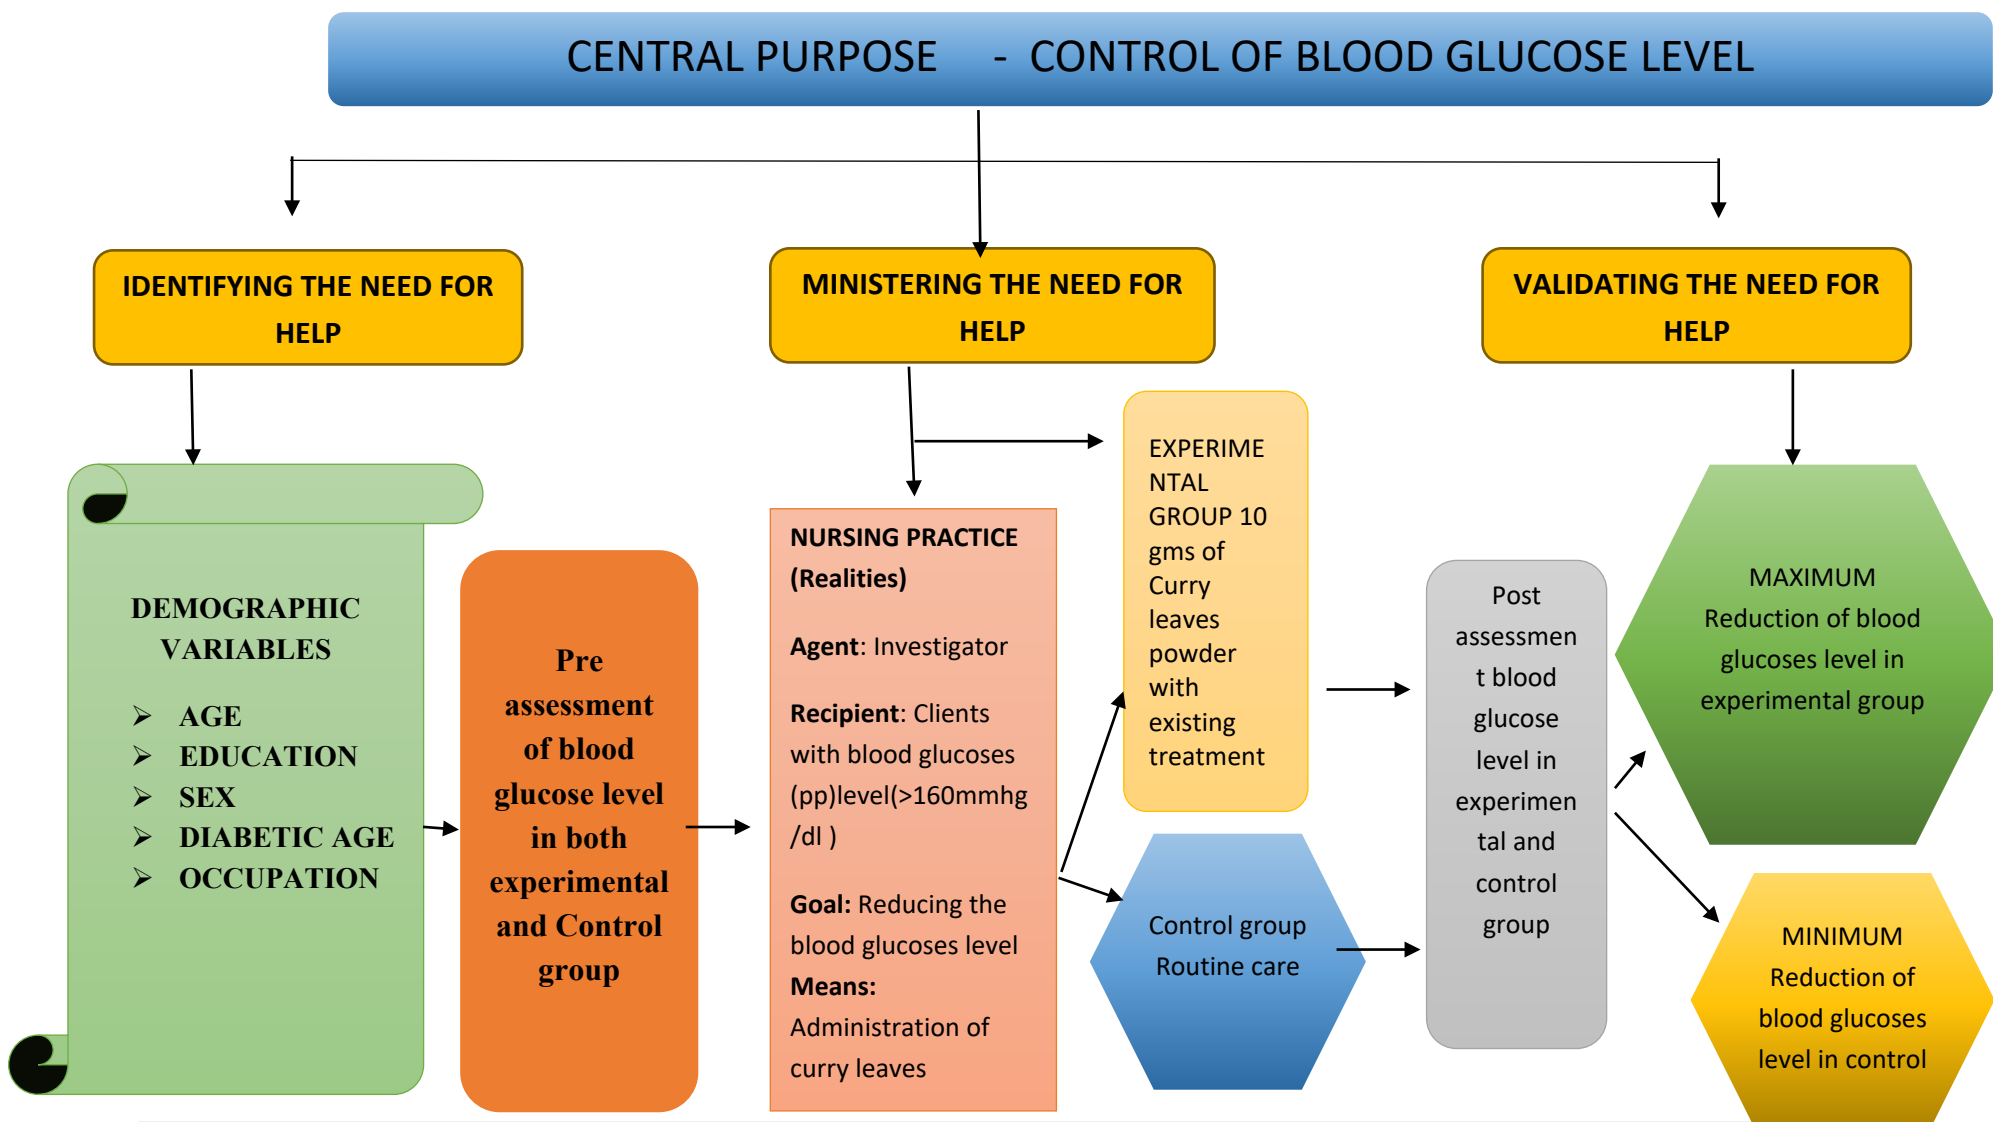 CENTRAL PURPOSE - CONTROL OF BLOOD GLUCOSE LEVEL
IDENTIFYING THE NEED FOR
HELP
MINISTERING THE NEED FOR
HELP
VALIDATING THE NEED FOR
HELP
DEMOGRAPHIC
VARIABLES
➢ AGE
➢ EDUCATION
➢ SEX
➢ DIABETIC AGE
➢ OCCUPATION
Pre
assessment
of blood
glucose level
in both
experimental
and Control
group
NURSING PRACTICE
(Realities)
Agent: Investigator
Recipient: Clients
with blood glucoses
(pp)level(>160mmhg
/dl )
Goal: Reducing the
blood glucoses level
Means:
Administration of
curry leaves
EXPERIME
NTAL
GROUP 10
gms of
Curry
leaves
powder
with
existing
treatment
Control group
Routine care
Post
assessmen
t blood
glucose
level in
experimen
tal and
control
group
MAXIMUM
Reduction of blood
glucoses level in
experimental group
MINIMUM
Reduction of
blood glucoses
level in control